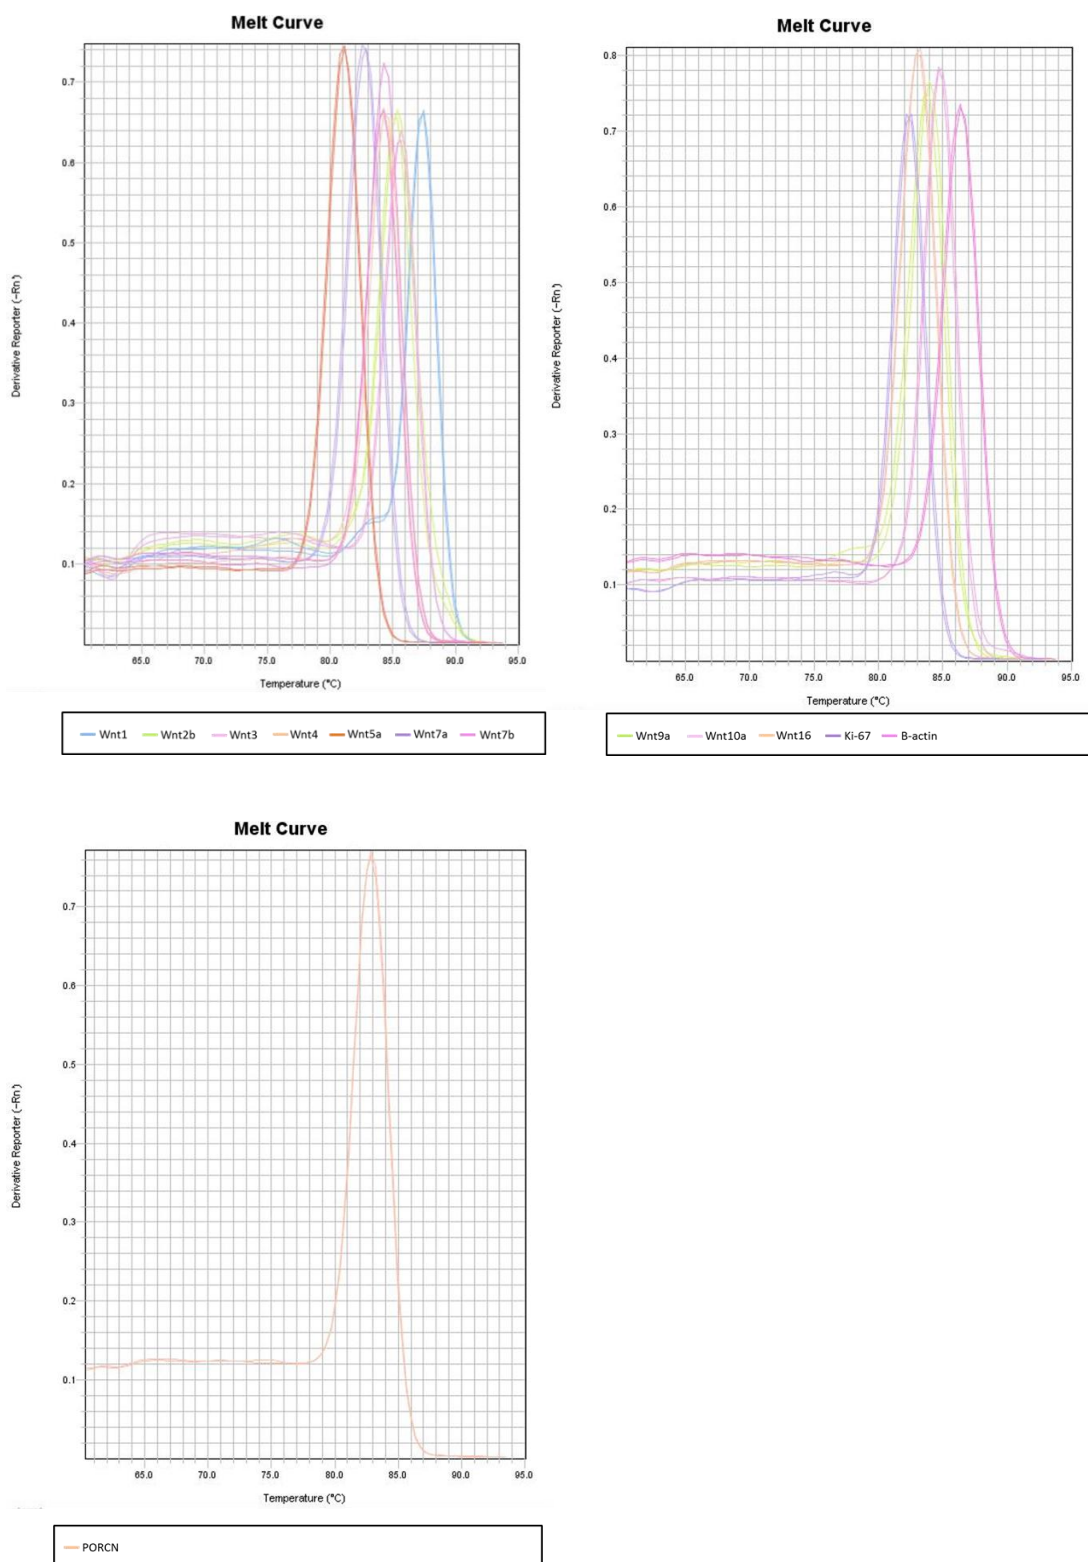 Melt Curve
Derivative Reporter (-Rn')
0.7
0.6
0.5
0.4
0.3
0.2
0.1
65.0 70.0 75.0 80.0 85.0 90.0 95.0
Temperature (°C)
Wnt1 Wnt2b Wnt3 Wnt4 Wnt5a Wnt7a Wnt7b
Melt Curve
Derivative Reporter (-Rn')
0.8
0.7
0.6
0.5
0.4
0.3
0.2
0.1
65.0 70.0 75.0 80.0 85.0 90.0 95.0
Temperature (°C)
Wnt9a Wnt10a Wnt16 Ki-67 B-actin
Melt Curve
Derivative Reporter (-Rn')
0.7
0.6
0.5
0.4
0.3
0.2
0.1
65.0 70.0 75.0 80.0 85.0 90.0 95.0
Temperature (°C)
PORCN